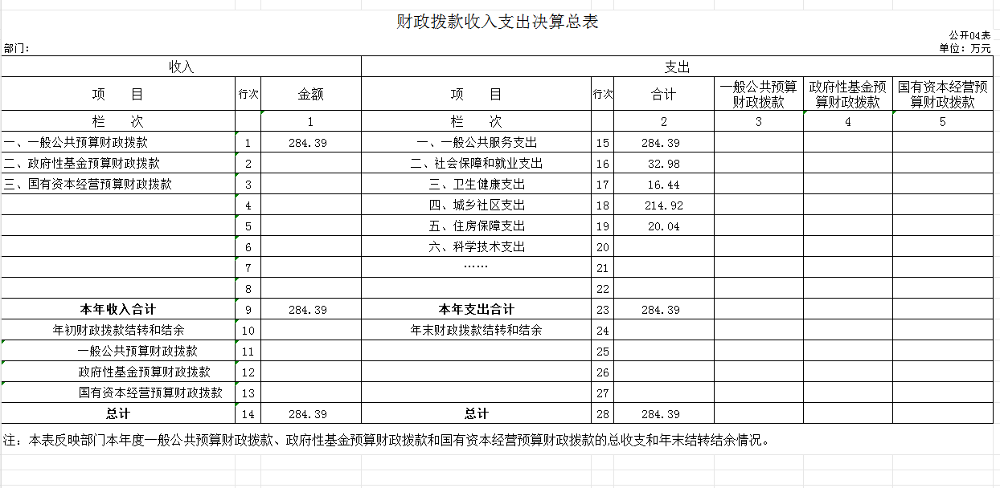 财政拨款收入支出决算总表
公开04表
部门：
单位：万元
收入 支出
项 目 行次 金额 项 目 行次 合计 一般公共预算财政拨款 政府性基金预算财政拨款 国有资本经营预算财政拨款
栏 次 1 栏 次 2 3 4 5
一、一般公共预算财政拨款 1 284.39 一、一般公共服务支出 15 284.39
二、政府性基金预算财政拨款 2 二、社会保障和就业支出 16 32.98
三、国有资本经营预算财政拨款 3 三、卫生健康支出 17 16.44
4 四、城乡社区支出 18 214.92
5 五、住房保障支出 19 20.04
6 六、科学技术支出 20
7 …… 21
8 22
本年收入合计 9 284.39 本年支出合计 23 284.39
年初财政拨款结转和结余 10 年末财政拨款结转和结余 24
一般公共预算财政拨款 11 25
政府性基金预算财政拨款 12 26
国有资本经营预算财政拨款 13 27
总计 14 284.39 总计 28 284.39
注：本表反映部门本年度一般公共预算财政拨款、政府性基金预算财政拨款和国有资本经营预算财政拨款的总收支和年末结转结余情况。